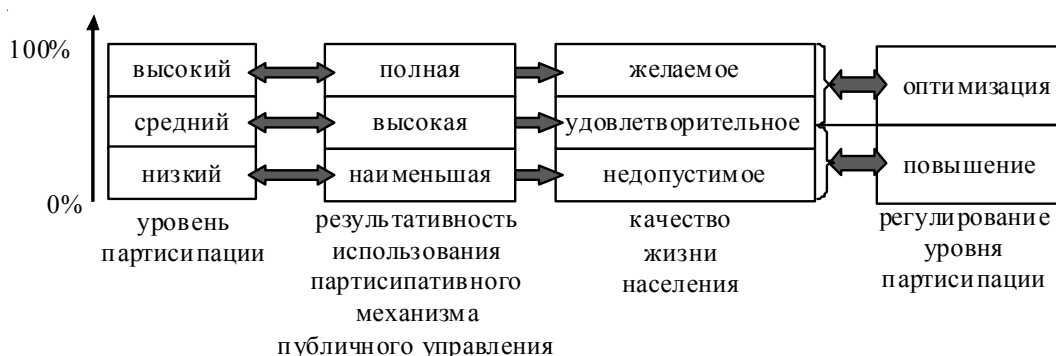 100%
высокий
средний
низкий
0%
уровень
партисипации
полная
высокая
наименьшая
результативность
использования
партисипативного
механизма
публичного управления
желаемое
удовлетворительное
недопустимое
качество
жизни
населения
оптимизация
повышение
регулирование
уровня
партисипации